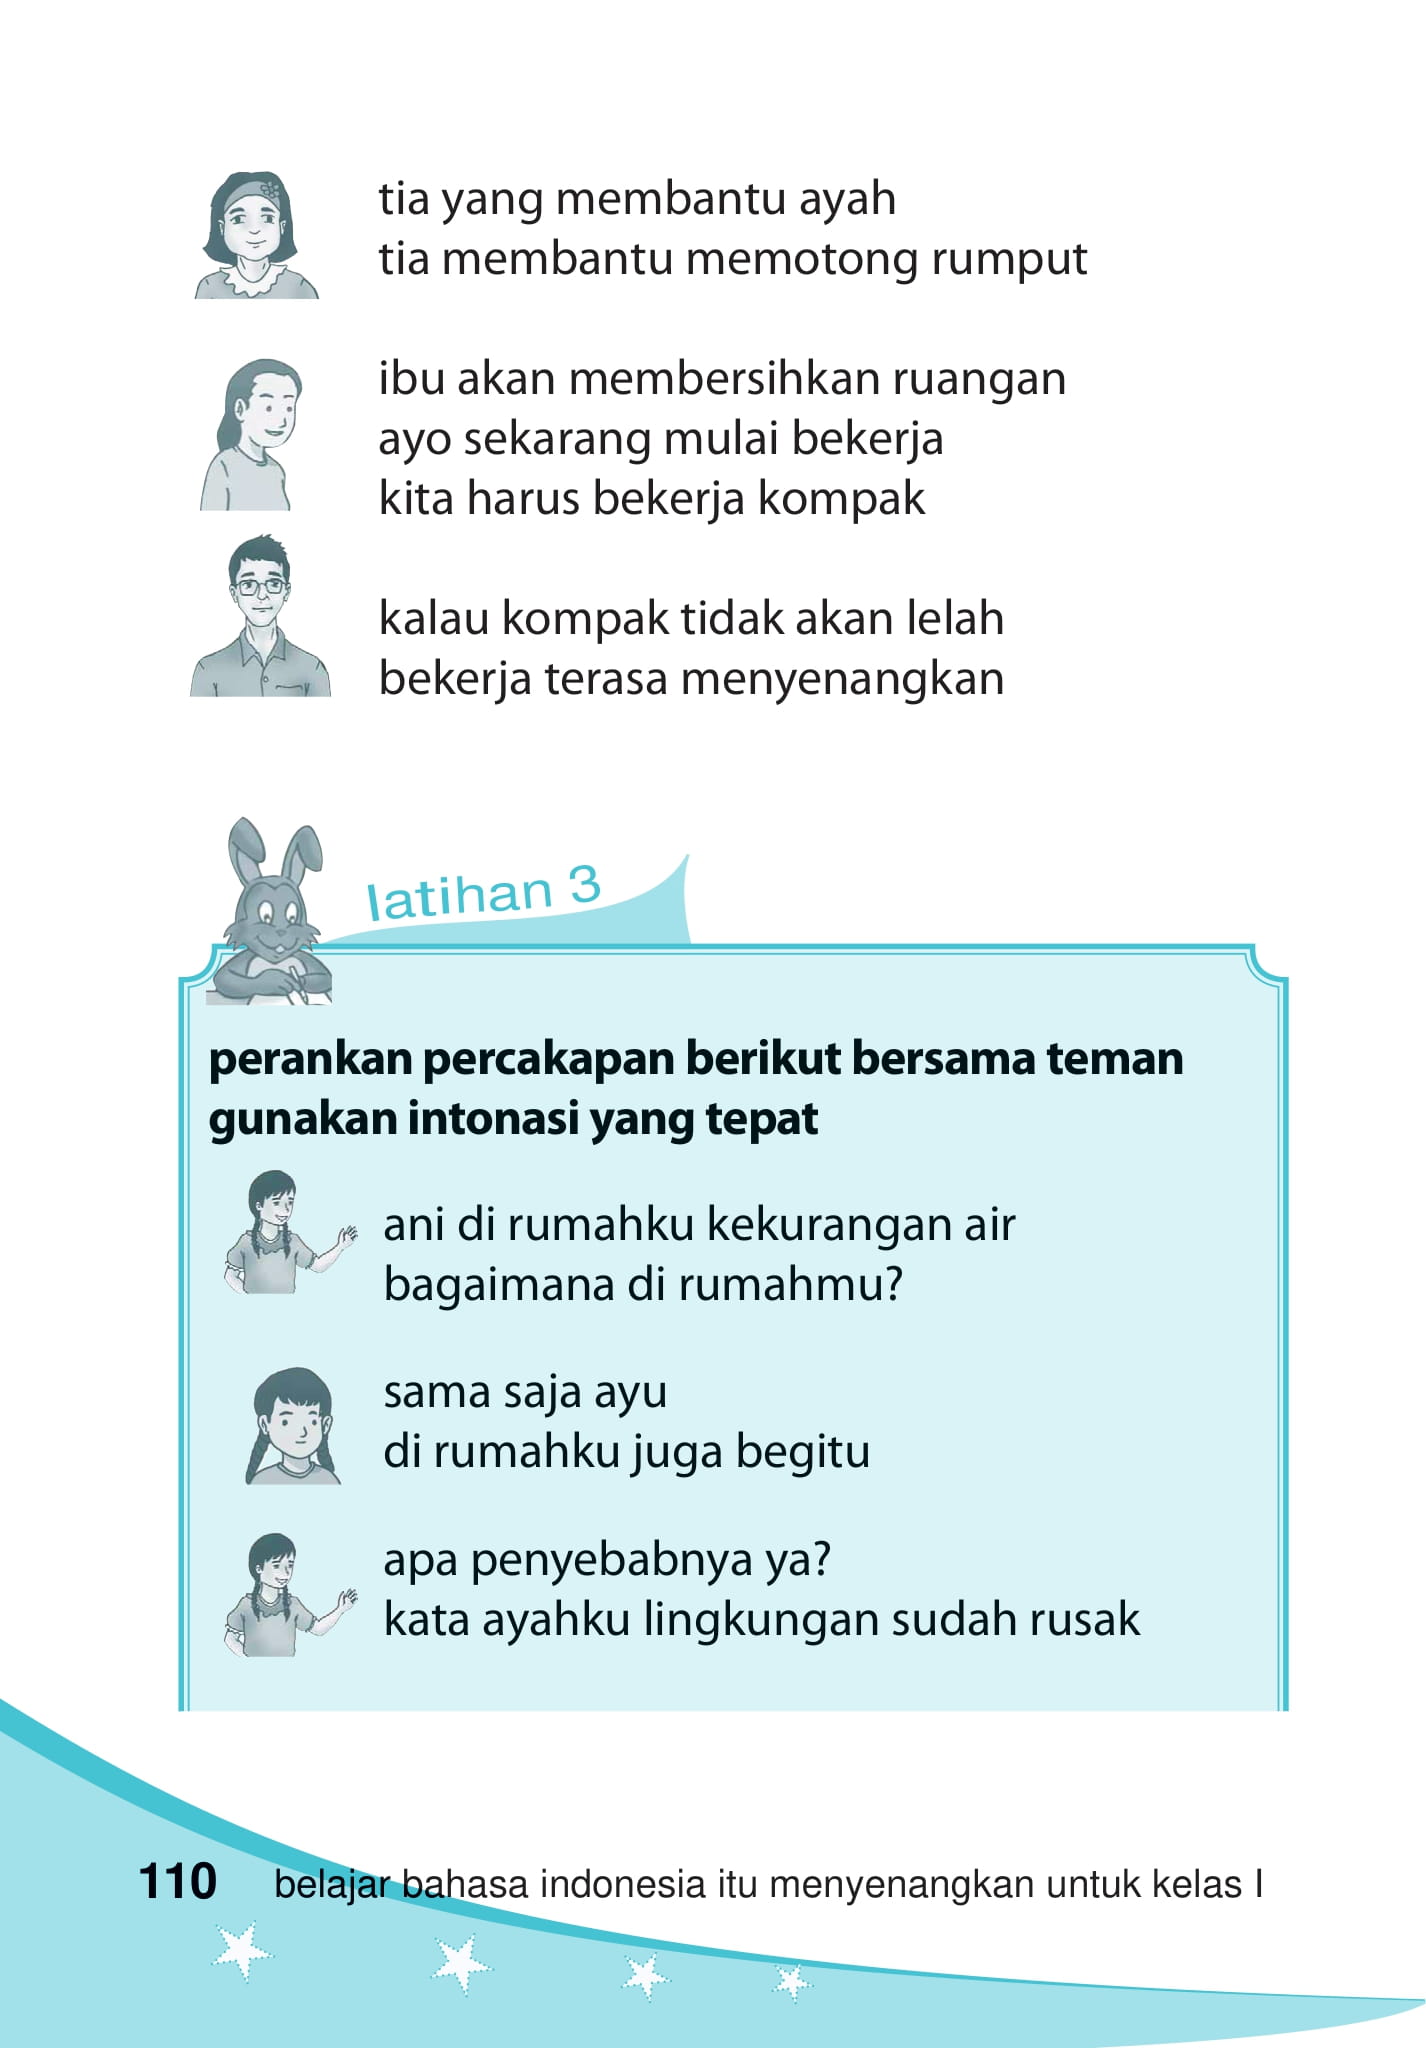 tia yang membantu ayah
tia membantu memotong rumput
ibu akan membersihkan ruangan
ayo sekarang mulai bekerja
kita harus bekerja kompak
kalau kompak tidak akan lelah
bekerja terasa menyenangkan
latihan 3
perankan percakapan berikut bersama teman
gunakan intonasi yang tepat
ani di rumahku kekurangan air
bagaimana di rumahmu?
sama saja ayu
di rumahku juga begitu
apa penyebabnya ya?
kata ayahku lingkungan sudah rusak
110 belajar bahasa indonesia itu menyenangkan untuk kelas I